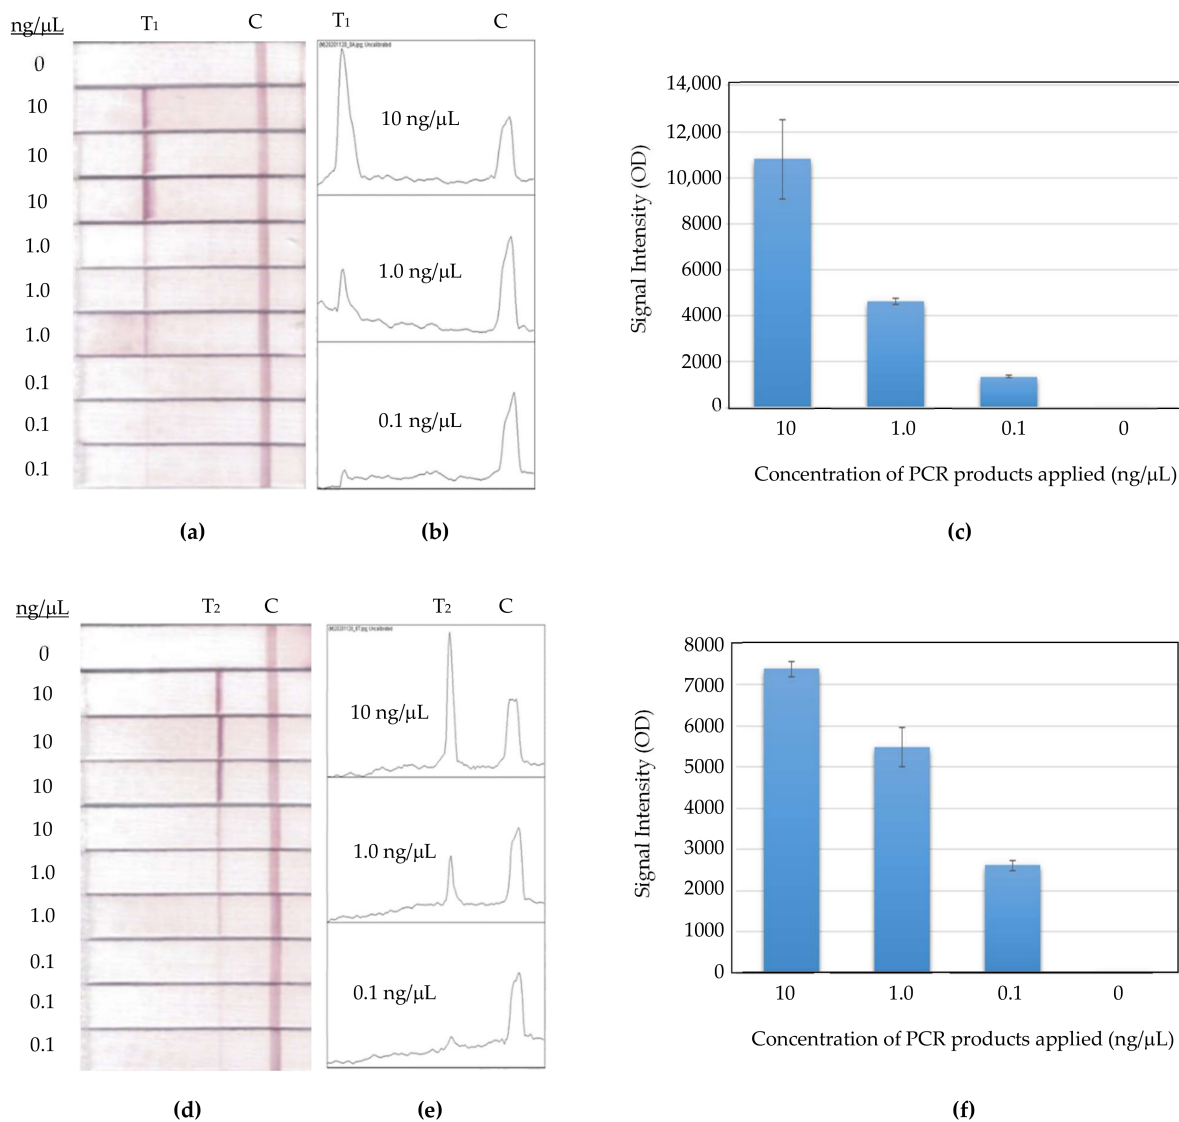 ng/μL T1 C
0
10
10
10
1.0
1.0
1.0
0.1
0.1
0.1
(a)
T1 C
10 ng/μL
1.0 ng/μL
0.1 ng/μL
(b)
Signal Intensity (OD)
14,000
12,000
10,000
8000
6000
4000
2000
0
10 1.0 0.1 0
Concentration of PCR products applied (ng/μL)
(c)
ng/μL T2 C
0
10
10
10
10
1.0
1.0
0.1
0.1
0.1
(d)
T2 C
10 ng/μL
1.0 ng/μL
0.1 ng/μL
(e)
Signal Intensity (OD)
8000
7000
6000
5000
4000
3000
2000
1000
0
10 1.0 0.1 0
Concentration of PCR products applied (ng/μL)
(f)